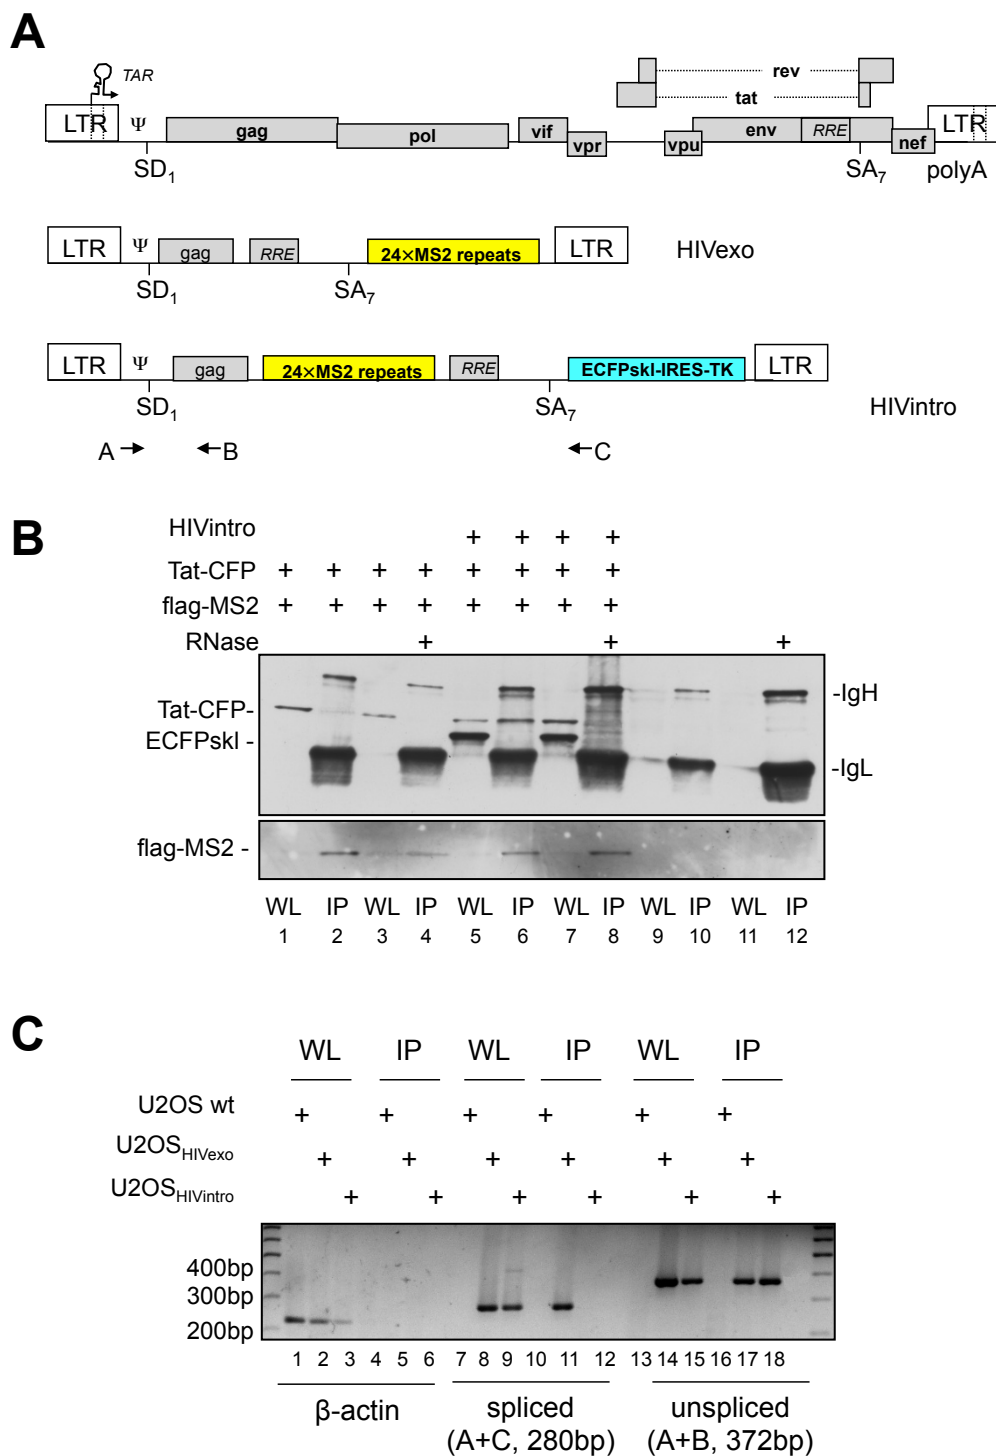 A
TAR
rev
tat
LTR Ψ gag pol vif vpr vpu env RRE nef LTR
SD1 SA7 polyA
LTR Ψ gag RRE 24×MS2 repeats LTR HIVexo
SD1 SA7
LTR Ψ gag 24×MS2 repeats RRE ECFPskl-IRES-TK LTR
SD1 SA7 HIVintro
A B C
B
HIVintro + + + +
Tat-CFP + + + + + + + +
flag-MS2 + + + + + + + +
RNase + + +
Tat-CFP-
ECFPskl -
-IgH
-IgL
flag-MS2 -
WL IP WL IP WL IP WL IP WL IP WL IP
1 2 3 4 5 6 7 8 9 10 11 12
C
WL IP WL IP WL IP
U2OS wt + + + + + +
U2OSHIVexo + + + + + +
U2OSHIVintro + + + + + +
400bp
300bp
200bp
1 2 3 4 5 6 7 8 9 10 11 12 13 14 15 16 17 18
β-actin spliced unspliced
(A+C, 280bp) (A+B, 372bp)